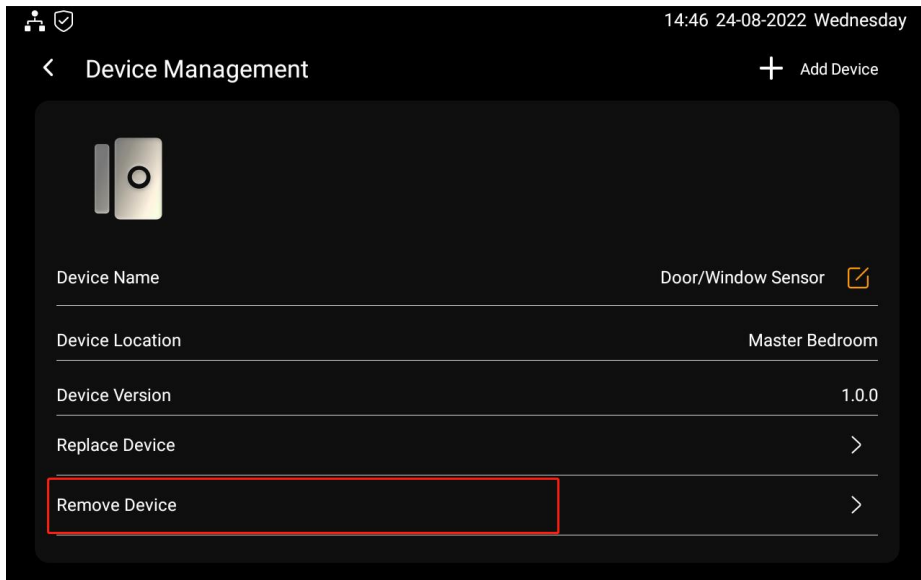 14:46 24-08-2022 Wednesday
Device Management
Add Device
Device Name
Door/Window Sensor
Device Location
Master Bedroom
Device Version
1.0.0
Replace Device
Remove Device